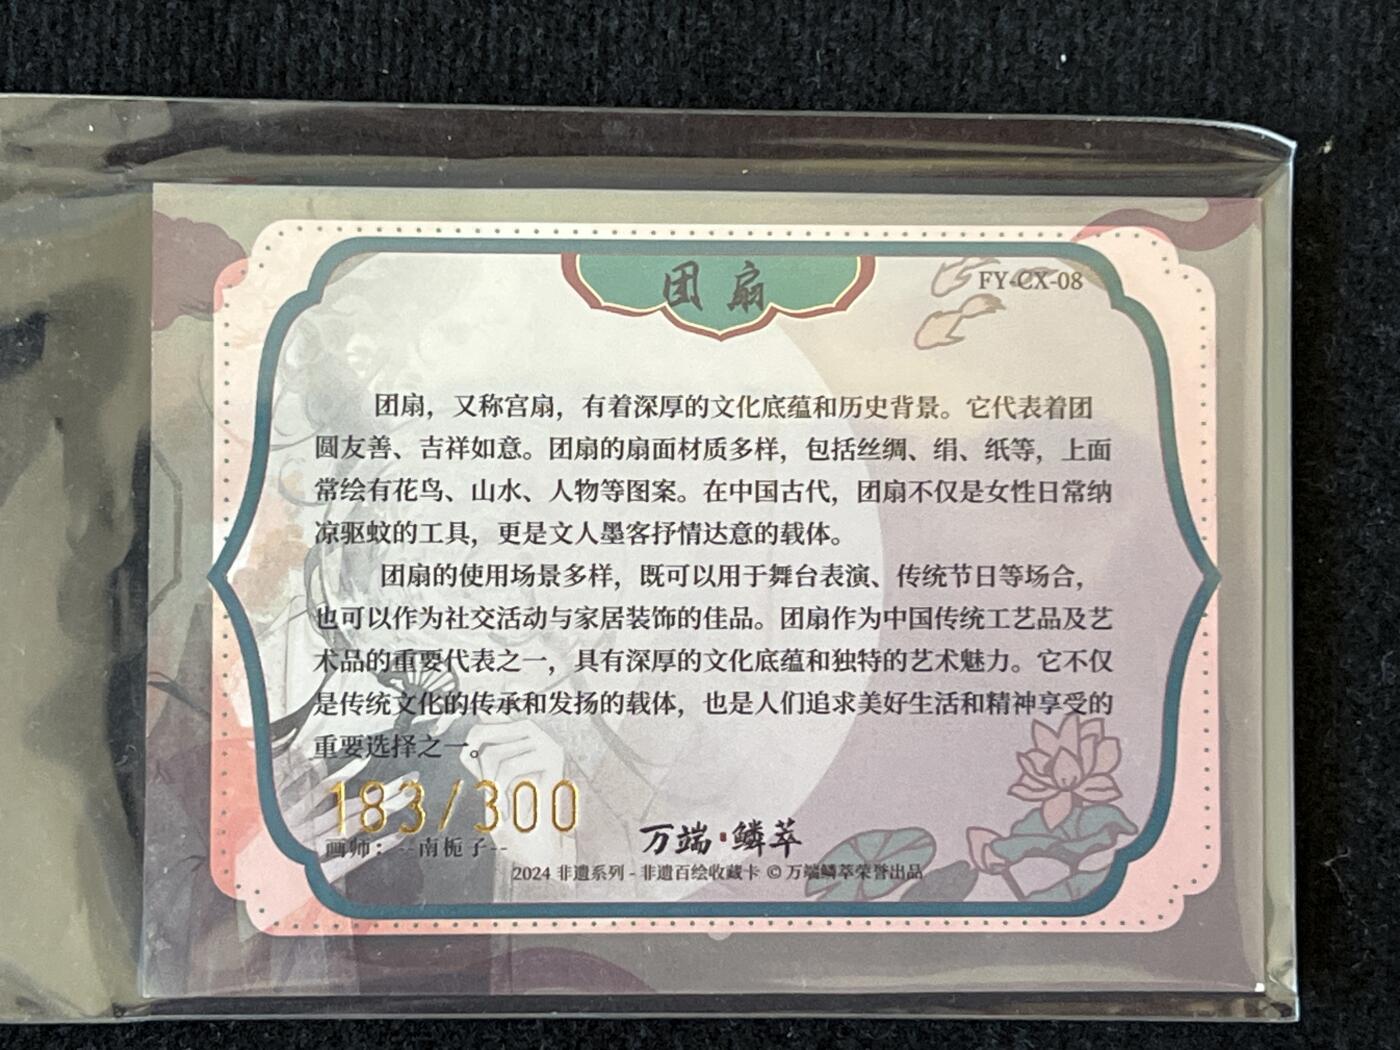 团扇
FY-CX-08
团扇，又称宫扇，有着深厚的文化底蕴和历史背景。它代表着团
圆友善、吉祥如意。团扇的扇面材质多样，包括丝绸、绢、纸等，上面
常绘有花鸟、山水、人物等图案。在中国古代，团扇不仅是女性日常纳
凉驱蚊的工具，更是文人墨客抒情达意的载体。
团扇的使用场景多样，既可以用于舞台表演、传统节日等场合，
也可以作为社交活动与家居装饰的佳品。团扇作为中国传统工艺品及艺
术品的重要代表之一，具有深厚的文化底蕴和独特的艺术魅力。它不仅
是传统文化的传承和发扬的载体，也是人们追求美好生活和精神享受的
重要选择之一。
183/300
画师：--南栀子--
万端·鳞萃
2024 非遗系列 - 非遗百绘收藏卡 © 万端鳞萃荣誉出品